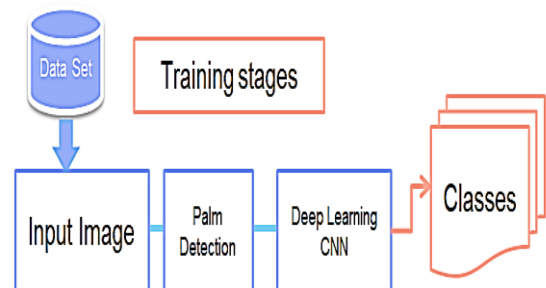 Data Set
Training stages
Input Image
Palm
Detection
Deep Learning
CNN
Classes